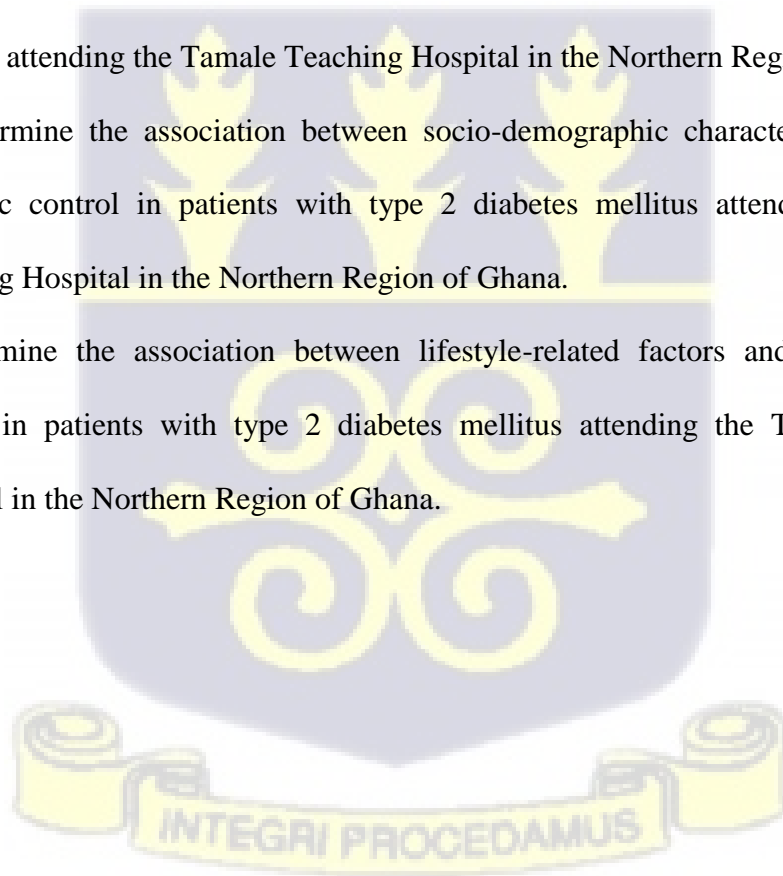 attending the Tamale Teaching Hospital in the Northern Reg
rmine the association between socio-demographic characte
c control in patients with type 2 diabetes mellitus attend
g Hospital in the Northern Region of Ghana.
mine the association between lifestyle-related factors and
in patients with type 2 diabetes mellitus attending the T
l in the Northern Region of Ghana.
INTEGRI PROCEDAMUS